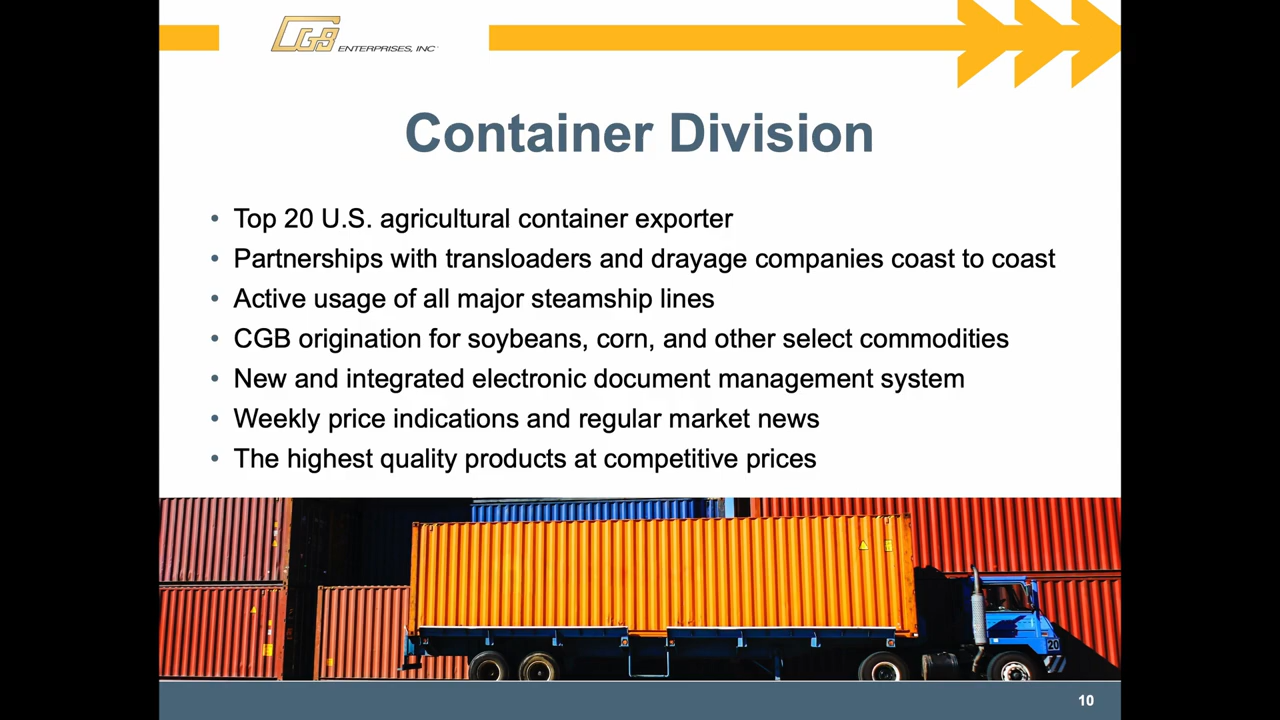 CGB ENTERPRISES, INC
Container Division
• Top 20 U.S. agricultural container exporter
• Partnerships with transloaders and drayage companies coast to coast
• Active usage of all major steamship lines
• CGB origination for soybeans, corn, and other select commodities
• New and integrated electronic document management system
• Weekly price indications and regular market news
• The highest quality products at competitive prices
20
10